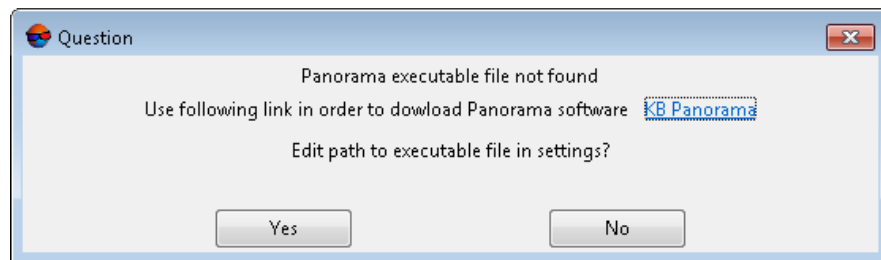 Question
Panorama executable file not found
Use following link in order to dowload Panorama software KB Panorama
Edit path to executable file in settings?
Yes No